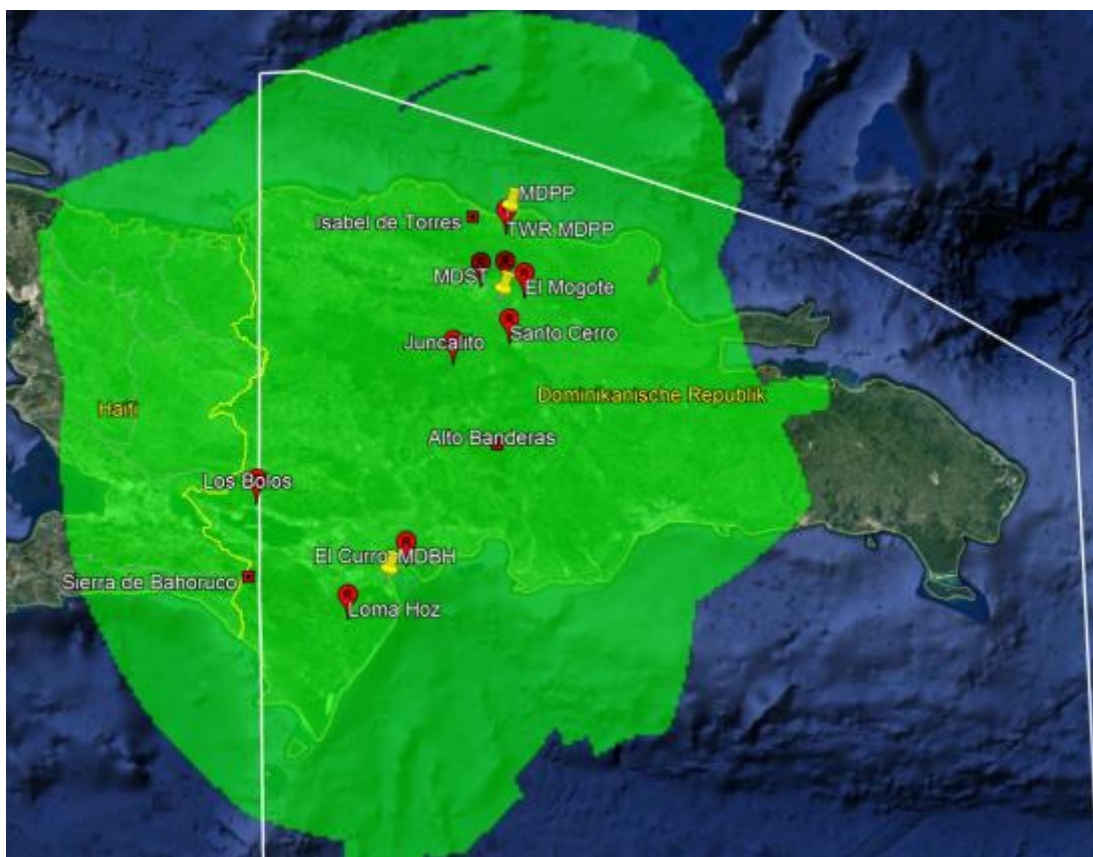 MDPP
Isabel de Torres
TWR MDPP
MDST
El Mogote
Santo Cerro
Juncalito
Dominikanische Republik
Haiti
Alto Banderas
Los Bolos
El Curro MDBH
Sierra de Bahoruco
Loma Hoz